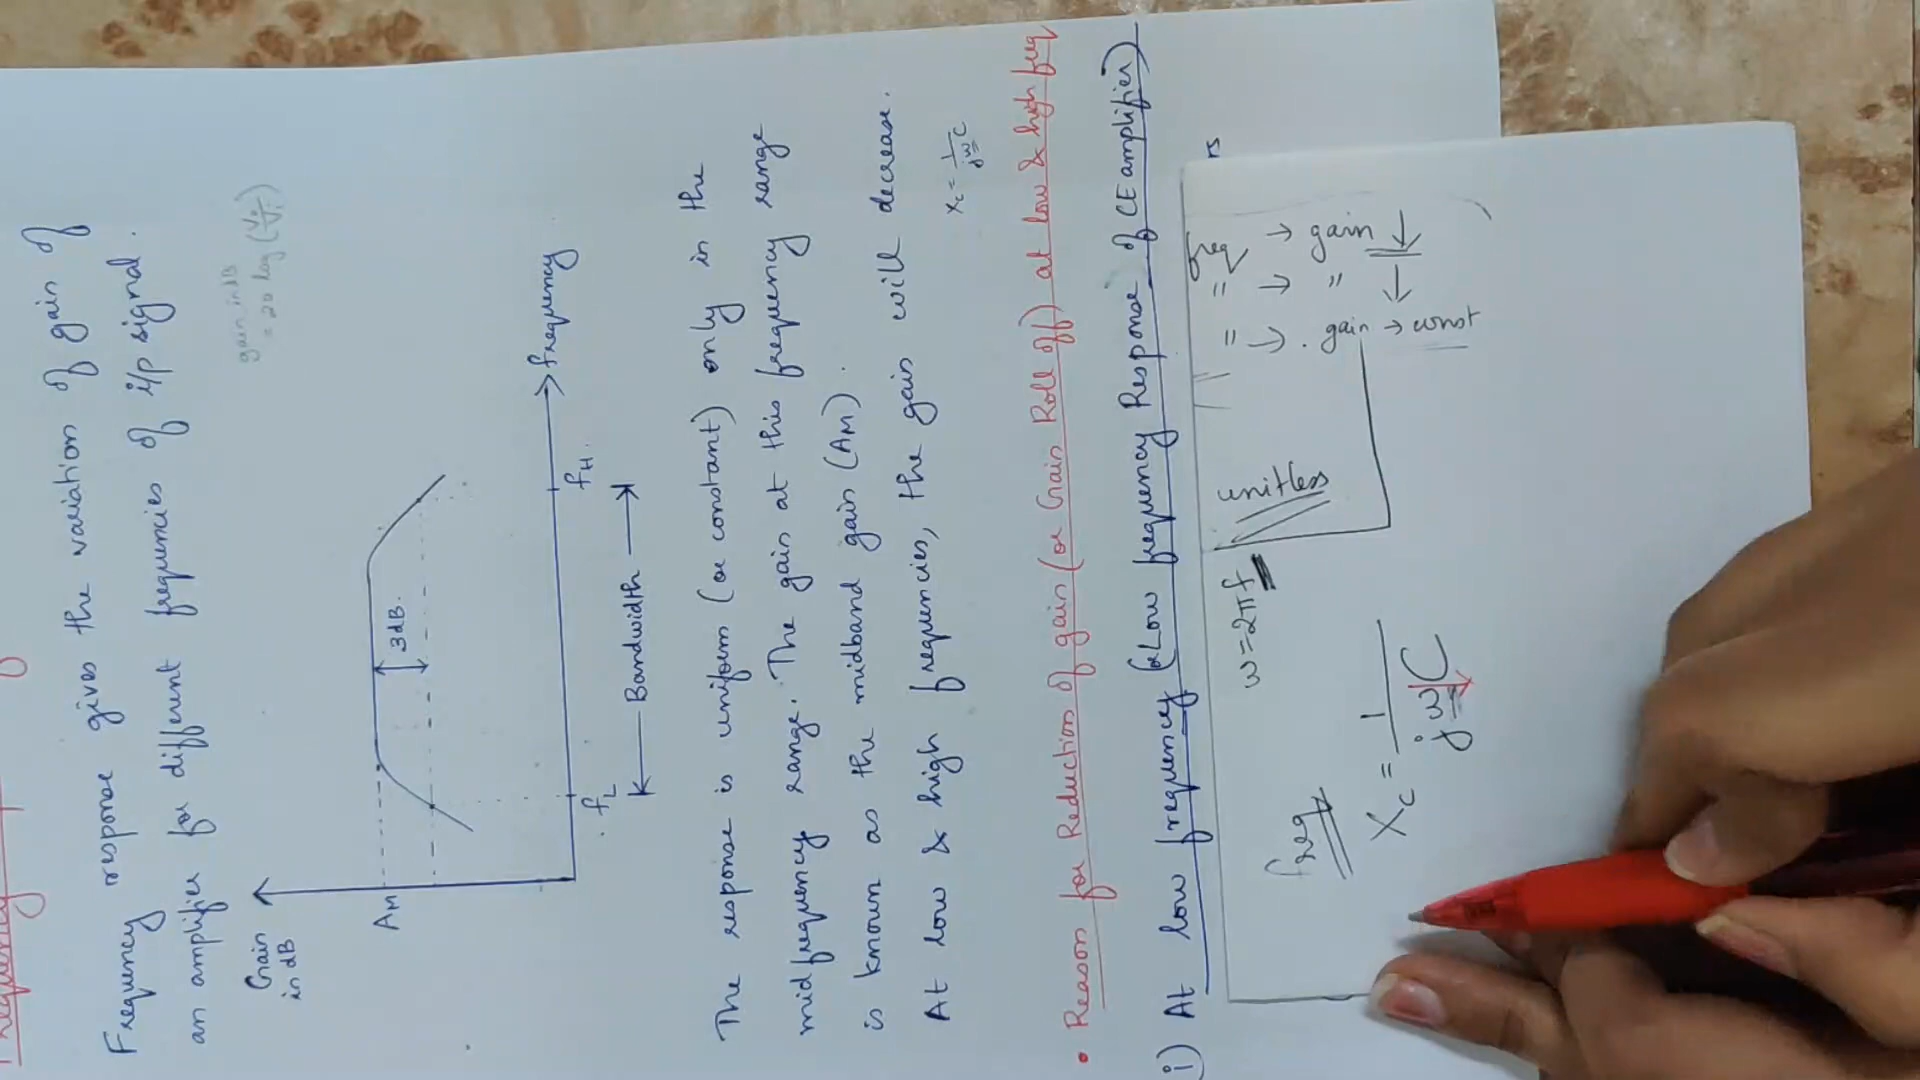 Frequency
Frequency response gives the variation of gain of
an amplifier for different frequencies of i/p signal.
gain in dB
= 20 log (Vo/Vi)
Gain
in dB
AM
3dB.
fL
fH.
frequency
Bandwidth
The response is uniform (or constant) only in the
midfrequency range. The gain at this frequency range
is known as the midband gain (AM).
At low & high frequencies, the gain will decrease.
Xc = 1/jωC
• Reason for Reduction of gain (or Gain Roll off) at low & high freq
i) At low frequency (Low frequency Response of CE amplifier)
rs
freq → gain ↓
= → " ↓
= → . gain → const
unitless
ω = 2πf
freq
Xc = 1/jωC